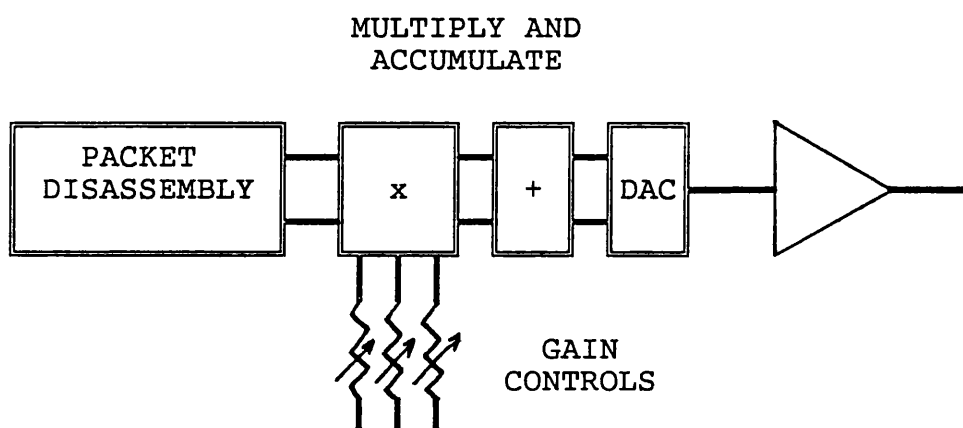 MULTIPLY AND
ACCUMULATE
PACKET
DISASSEMBLY
x
+
DAC
GAIN
CONTROLS